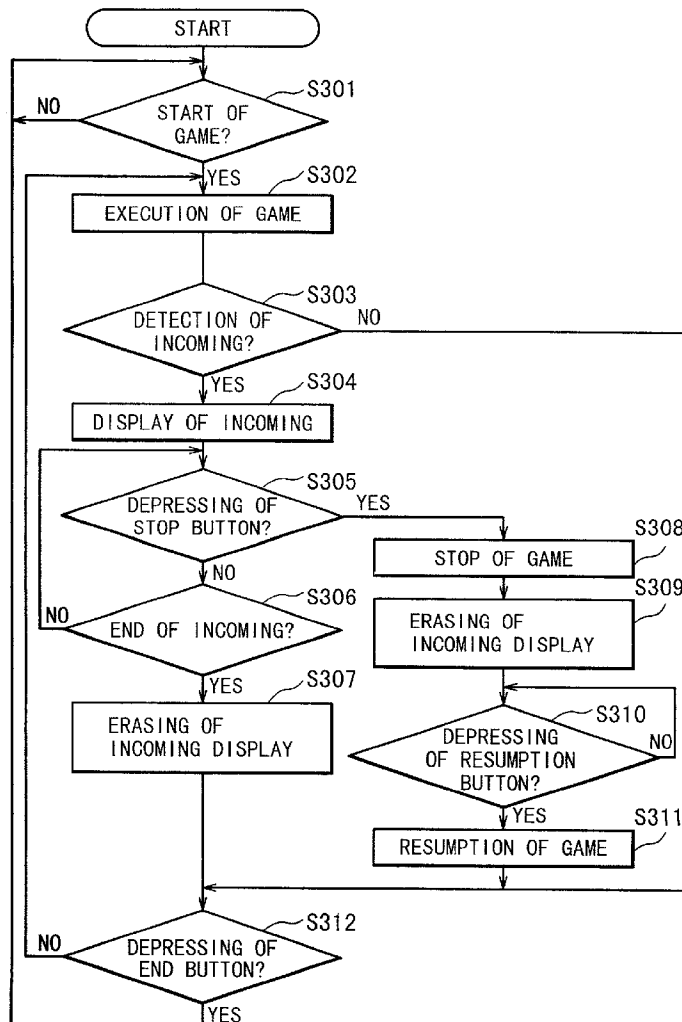 START
S301
NO
START OF
GAME?
YES
S302
EXECUTION OF GAME
S303
DETECTION OF
INCOMING?
NO
YES
S304
DISPLAY OF INCOMING
S305
DEPRESSING OF
STOP BUTTON?
YES
NO
S306
END OF INCOMING?
NO
YES
S307
ERASING OF
INCOMING DISPLAY
S308
STOP OF GAME
S309
ERASING OF
INCOMING DISPLAY
S310
DEPRESSING
OF RESUMPTION
BUTTON?
NO
YES
S311
RESUMPTION OF GAME
S312
NO
DEPRESSING OF
END BUTTON?
YES